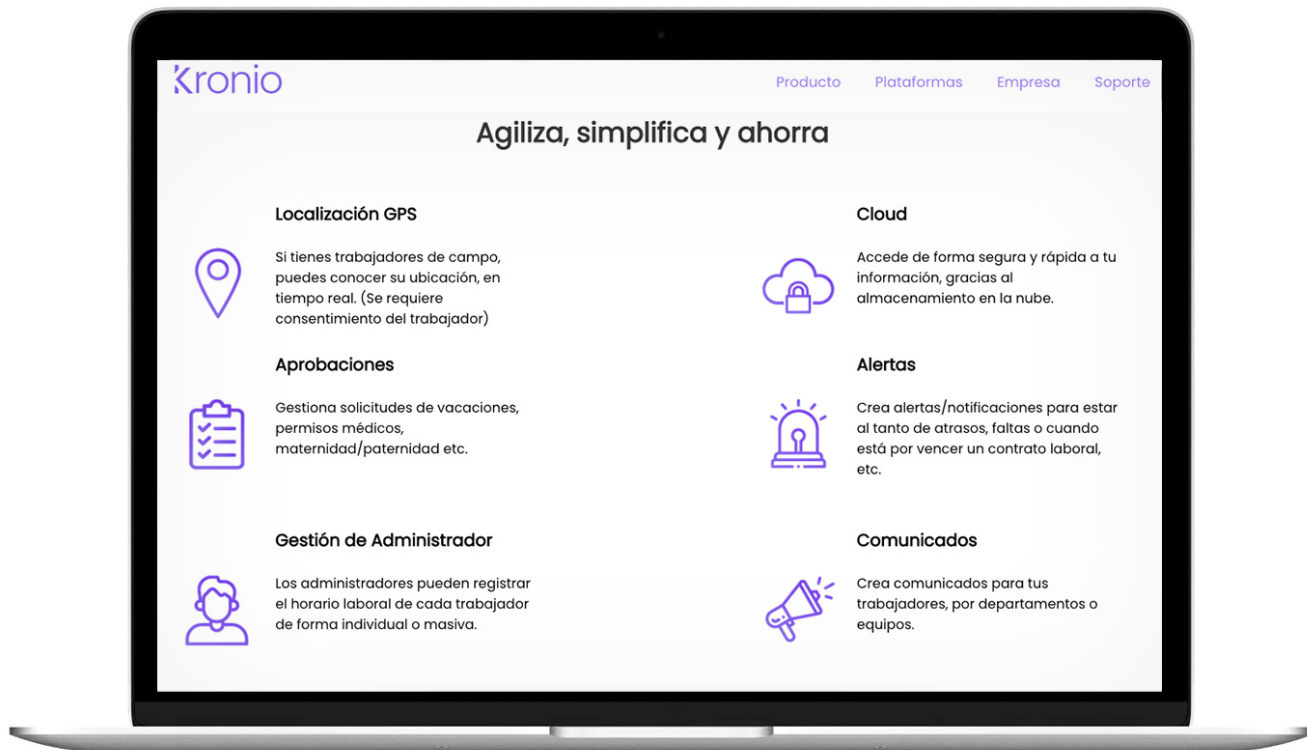 Kronio
Producto Plataformas Empresa Soporte
Agiliza, simplifica y ahorra
Localización GPS
Si tienes trabajadores de campo,
puedes conocer su ubicación, en
tiempo real. (Se requiere
consentimiento del trabajador)
Cloud
Accede de forma segura y rápida a tu
información, gracias al
almacenamiento en la nube.
Aprobaciones
Gestiona solicitudes de vacaciones,
permisos médicos,
maternidad/paternidad etc.
Alertas
Crea alertas/notificaciones para estar
al tanto de atrasos, faltas o cuando
está por vencer un contrato laboral,
etc.
Gestión de Administrador
Los administradores pueden registrar
el horario laboral de cada trabajador
de forma individual o masiva.
Comunicados
Crea comunicados para tus
trabajadores, por departamentos o
equipos.